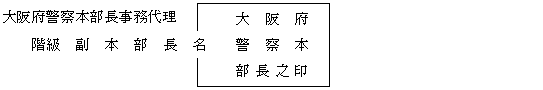 大阪府警察本部長事務代理
階級 副 本 部 長 名
大 阪 府
警 察 本
部 長 之 印